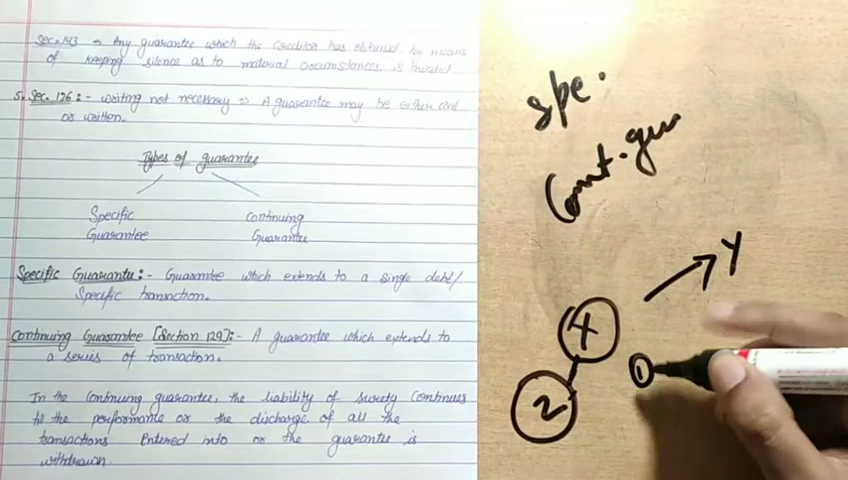 Sec.143 → Any guarantee which the Creditor has obtained by means
of keeping silence as to material circumstances is invalid
5. Sec. 126 :- writing not necessary ⇒ A guarantee may be either oral
or written.
Types of guarantee
Specific Continuing
Guarantee Guarantee
Specific Guarantee :- Guarantee which extends to a single debt/
Specific transaction.
Continuing Guarantee [Section 129] :- A guarantee which extends to
a series of transaction.
In the Continuing guarantee, the liability of surety continues
till the performance or the discharge of all the
transactions Entered into or the guarantee is
withdrawn.
Spe.
Cont. gua
Y
X
2
1